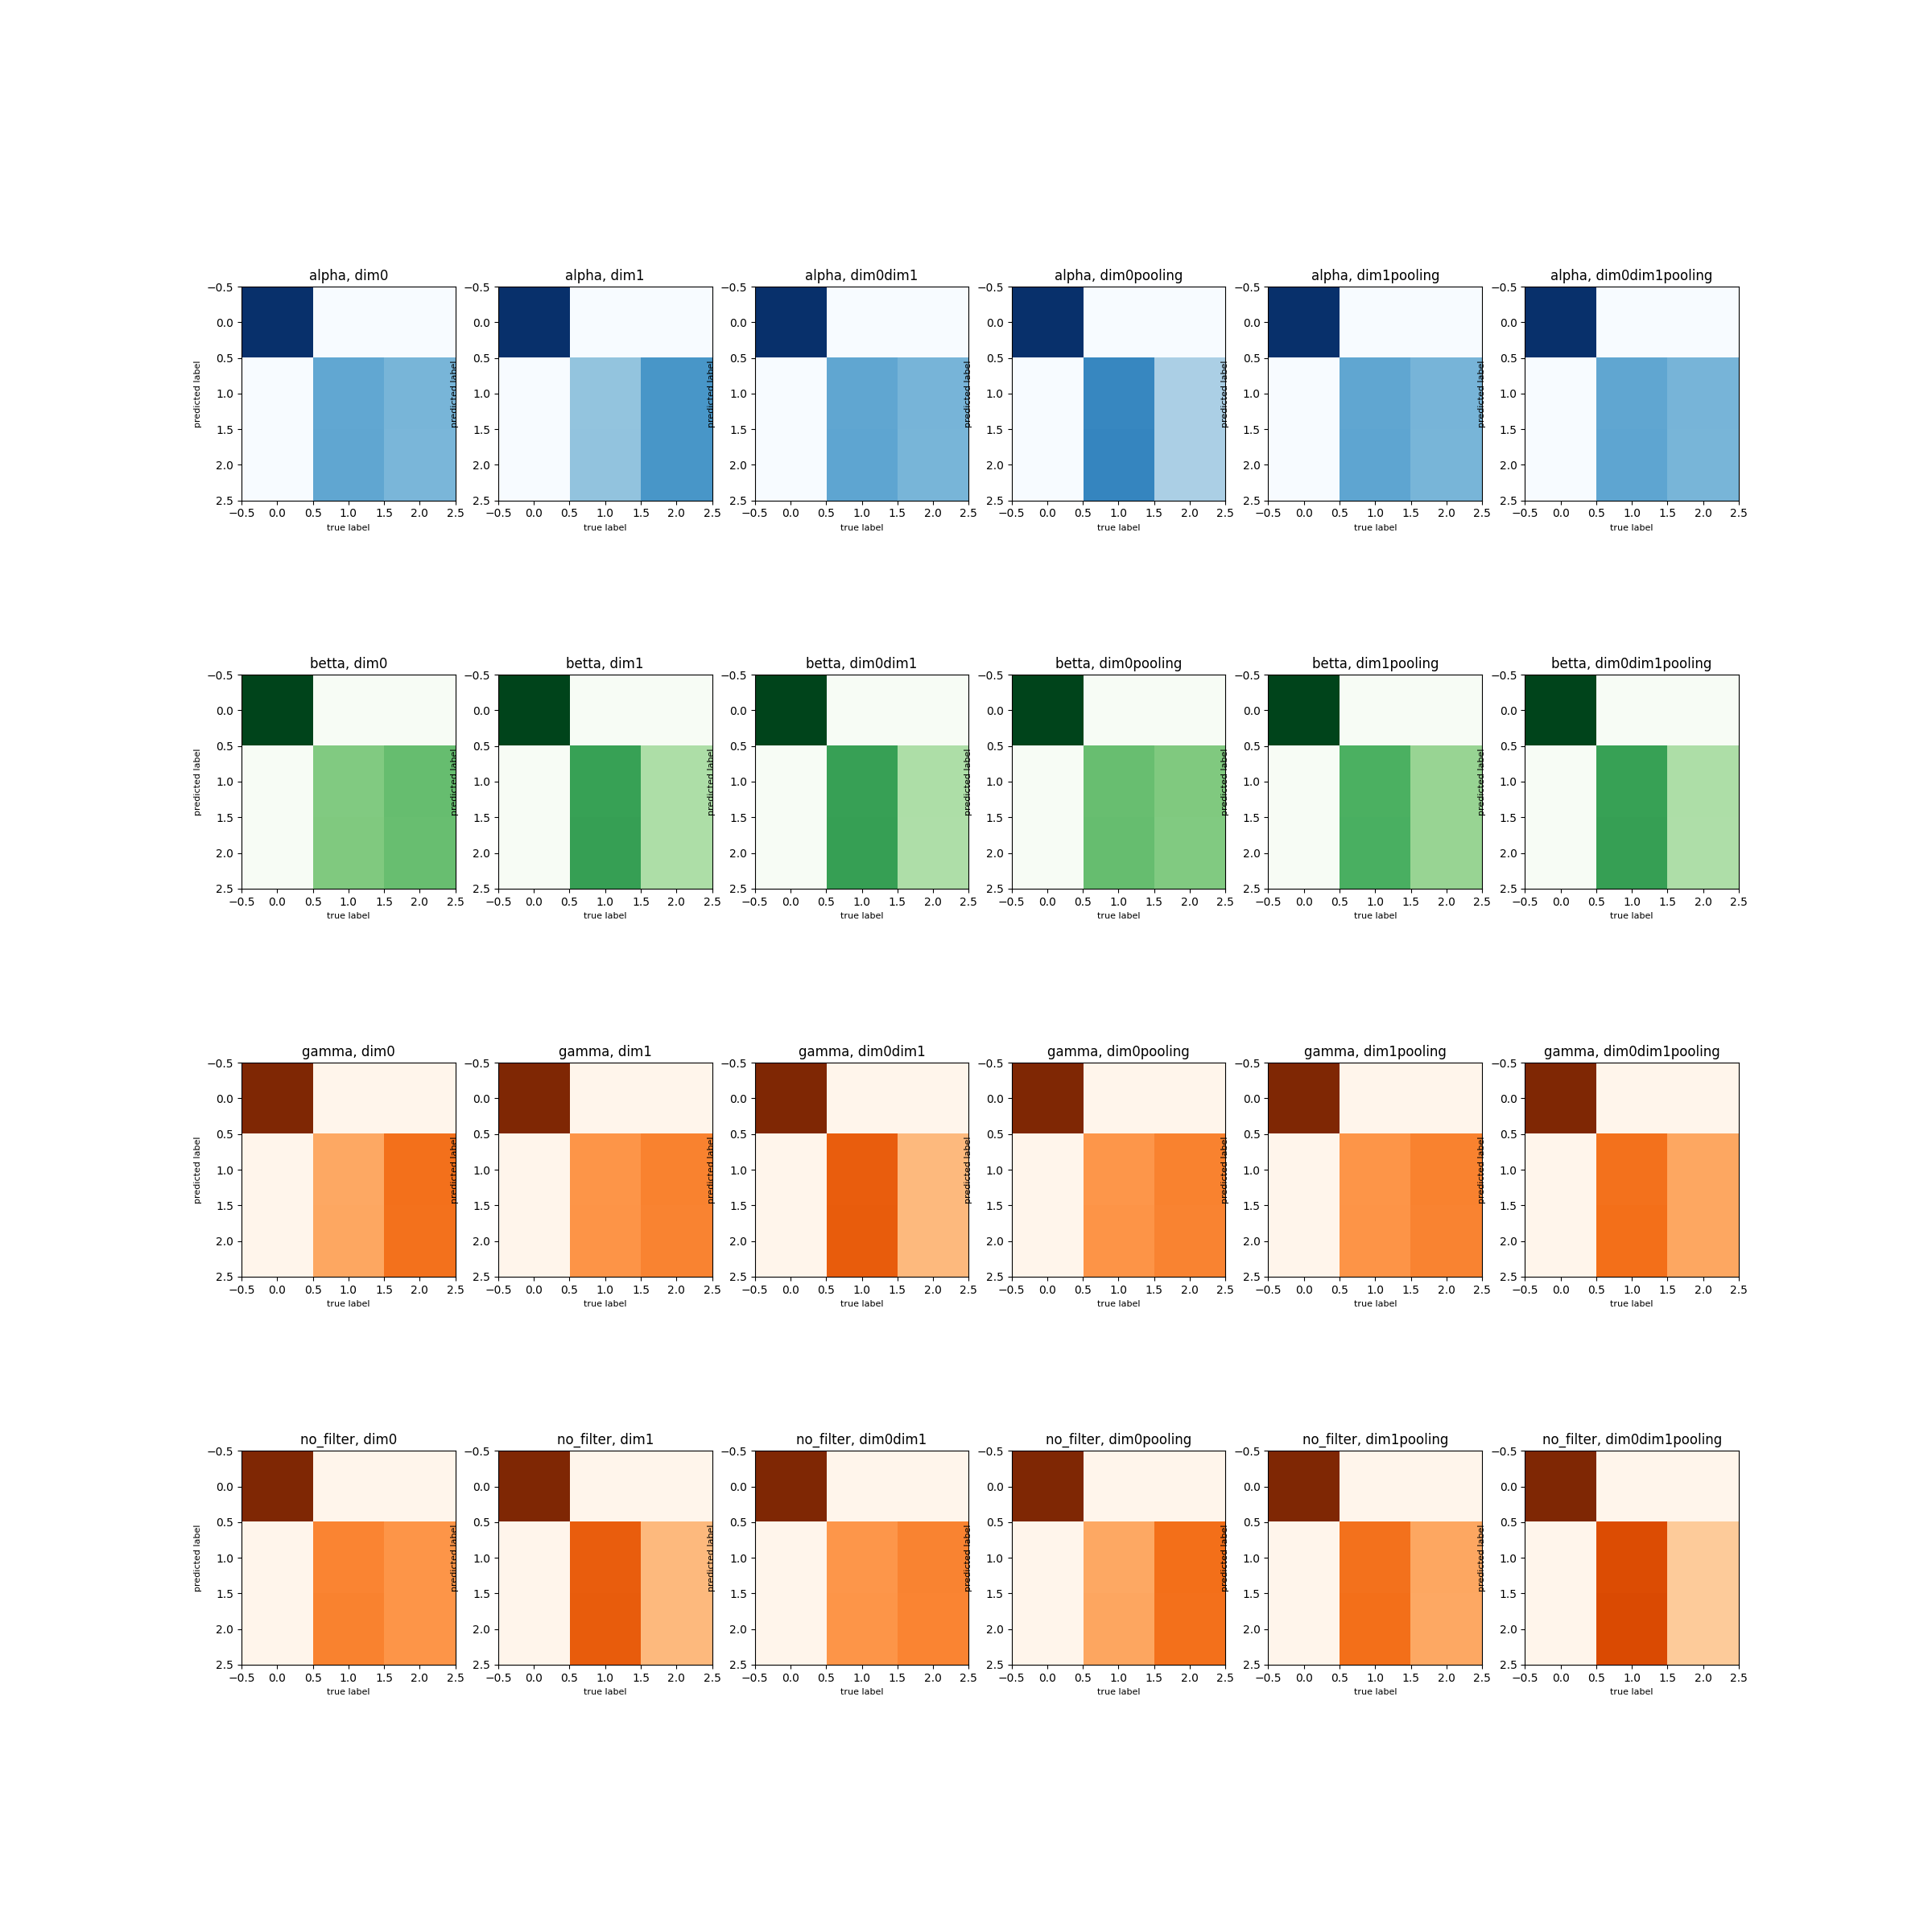 alpha, dim0 alpha, dim1 alpha, dim0dim1 alpha, dim0pooling alpha, dim1pooling alpha, dim0dim1pooling
−0.5 −0.5 −0.5 −0.5 −0.5 −0.5
0.0 0.0 0.0 0.0 0.0 0.0
0.5 0.5 0.5 0.5 0.5 0.5
predicted label predicted label predicted label predicted label predicted label predicted label
1.0 1.0 1.0 1.0 1.0 1.0
1.5 1.5 1.5 1.5 1.5 1.5
2.0 2.0 2.0 2.0 2.0 2.0
2.5 2.5 2.5 2.5 2.5 2.5
−0.5 0.0 0.5 1.0 1.5 2.0 2.5 −0.5 0.0 0.5 1.0 1.5 2.0 2.5 −0.5 0.0 0.5 1.0 1.5 2.0 2.5 −0.5 0.0 0.5 1.0 1.5 2.0 2.5 −0.5 0.0 0.5 1.0 1.5 2.0 2.5 −0.5 0.0 0.5 1.0 1.5 2.0 2.5
true label true label true label true label true label true label
betta, dim0 betta, dim1 betta, dim0dim1 betta, dim0pooling betta, dim1pooling betta, dim0dim1pooling
−0.5 −0.5 −0.5 −0.5 −0.5 −0.5
0.0 0.0 0.0 0.0 0.0 0.0
0.5 0.5 0.5 0.5 0.5 0.5
predicted label predicted label predicted label predicted label predicted label predicted label
1.0 1.0 1.0 1.0 1.0 1.0
1.5 1.5 1.5 1.5 1.5 1.5
2.0 2.0 2.0 2.0 2.0 2.0
2.5 2.5 2.5 2.5 2.5 2.5
−0.5 0.0 0.5 1.0 1.5 2.0 2.5 −0.5 0.0 0.5 1.0 1.5 2.0 2.5 −0.5 0.0 0.5 1.0 1.5 2.0 2.5 −0.5 0.0 0.5 1.0 1.5 2.0 2.5 −0.5 0.0 0.5 1.0 1.5 2.0 2.5 −0.5 0.0 0.5 1.0 1.5 2.0 2.5
true label true label true label true label true label true label
gamma, dim0 gamma, dim1 gamma, dim0dim1 gamma, dim0pooling gamma, dim1pooling gamma, dim0dim1pooling
−0.5 −0.5 −0.5 −0.5 −0.5 −0.5
0.0 0.0 0.0 0.0 0.0 0.0
0.5 0.5 0.5 0.5 0.5 0.5
predicted label predicted label predicted label predicted label predicted label predicted label
1.0 1.0 1.0 1.0 1.0 1.0
1.5 1.5 1.5 1.5 1.5 1.5
2.0 2.0 2.0 2.0 2.0 2.0
2.5 2.5 2.5 2.5 2.5 2.5
−0.5 0.0 0.5 1.0 1.5 2.0 2.5 −0.5 0.0 0.5 1.0 1.5 2.0 2.5 −0.5 0.0 0.5 1.0 1.5 2.0 2.5 −0.5 0.0 0.5 1.0 1.5 2.0 2.5 −0.5 0.0 0.5 1.0 1.5 2.0 2.5 −0.5 0.0 0.5 1.0 1.5 2.0 2.5
true label true label true label true label true label true label
no_filter, dim0 no_filter, dim1 no_filter, dim0dim1 no_filter, dim0pooling no_filter, dim1pooling no_filter, dim0dim1pooling
−0.5 −0.5 −0.5 −0.5 −0.5 −0.5
0.0 0.0 0.0 0.0 0.0 0.0
0.5 0.5 0.5 0.5 0.5 0.5
predicted label predicted label predicted label predicted label predicted label predicted label
1.0 1.0 1.0 1.0 1.0 1.0
1.5 1.5 1.5 1.5 1.5 1.5
2.0 2.0 2.0 2.0 2.0 2.0
2.5 2.5 2.5 2.5 2.5 2.5
−0.5 0.0 0.5 1.0 1.5 2.0 2.5 −0.5 0.0 0.5 1.0 1.5 2.0 2.5 −0.5 0.0 0.5 1.0 1.5 2.0 2.5 −0.5 0.0 0.5 1.0 1.5 2.0 2.5 −0.5 0.0 0.5 1.0 1.5 2.0 2.5 −0.5 0.0 0.5 1.0 1.5 2.0 2.5
true label true label true label true label true label true label